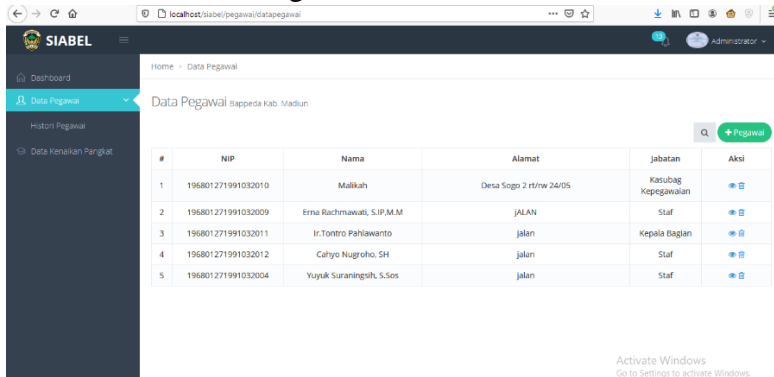 localhost/siabel/pegawai/datapegawai
SIABEL
13
Administrator
Dashboard
Data Pegawai
Histori Pegawai
Data Kenaikan Pangkat
Home - Data Pegawai
Data Pegawai Bappeda Kab. Madiun
+ Pegawai
# NIP Nama Alamat Jabatan Aksi
1 196801271991032010 Malikah Desa Sogo 2 rt/rw 24/05 Kasubag
Kepegawaian
2 196801271991032009 Erna Rachmawati, S.IP,M.M jALAN Staf
3 196801271991032011 Ir.Tontro Pahlawanto jalan Kepala Bagian
4 196801271991032012 Cahyo Nugroho, SH jalan Staf
5 196801271991032004 Yuyuk Suraningsih, S.Sos jalan Staf
Activate Windows
Go to Settings to activate Windows.